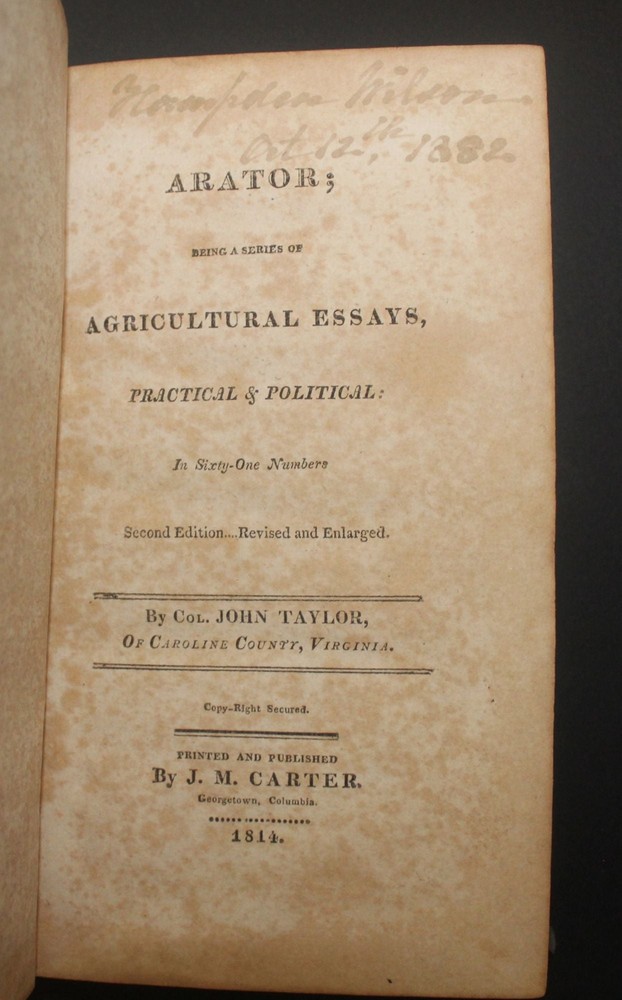 Hampden Wilson
Oct 12th, 1882
ARATOR;
BEING A SERIES OF
AGRICULTURAL ESSAYS,
PRACTICAL & POLITICAL:
In Sixty-One Numbers
Second Edition....Revised and Enlarged.
By COL. JOHN TAYLOR,
OF CAROLINE COUNTY, VIRGINIA.
Copy-Right Secured.
PRINTED AND PUBLISHED
By J. M. CARTER.
Georgetown, Columbia.
1814.